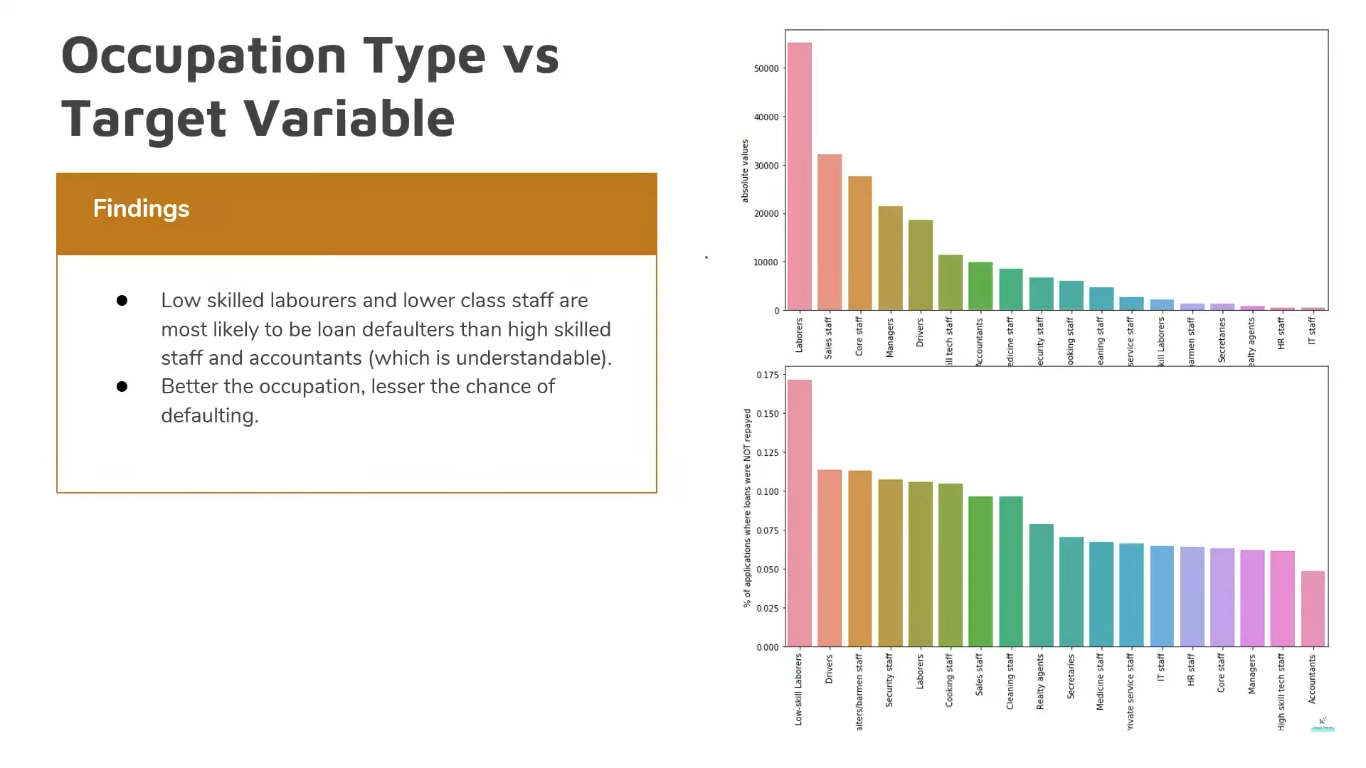 Occupation Type vs
Target Variable
Findings
● Low skilled labourers and lower class staff are
most likely to be loan defaulters than high skilled
staff and accountants (which is understandable).
● Better the occupation, lesser the chance of
defaulting.
absolute values
50000
40000
30000
20000
10000
0
Laborers
Sales staff
Core staff
Managers
Drivers
ill tech staff
Accountants
edicine staff
ecurity staff
ooking staff
eaning staff
service staff
kill Laborers
barmen staff
Secretaries
ealty agents
HR staff
IT staff
% of applications where loans were NOT repayed
0.175
0.150
0.125
0.100
0.075
0.050
0.025
0.000
Low-skill Laborers
Drivers
aiters/barmen staff
Security staff
Laborers
Cooking staff
Sales staff
Cleaning staff
Realty agents
Secretaries
Medicine staff
rivate service staff
IT staff
HR staff
Core staff
Managers
High skill tech staff
Accountants